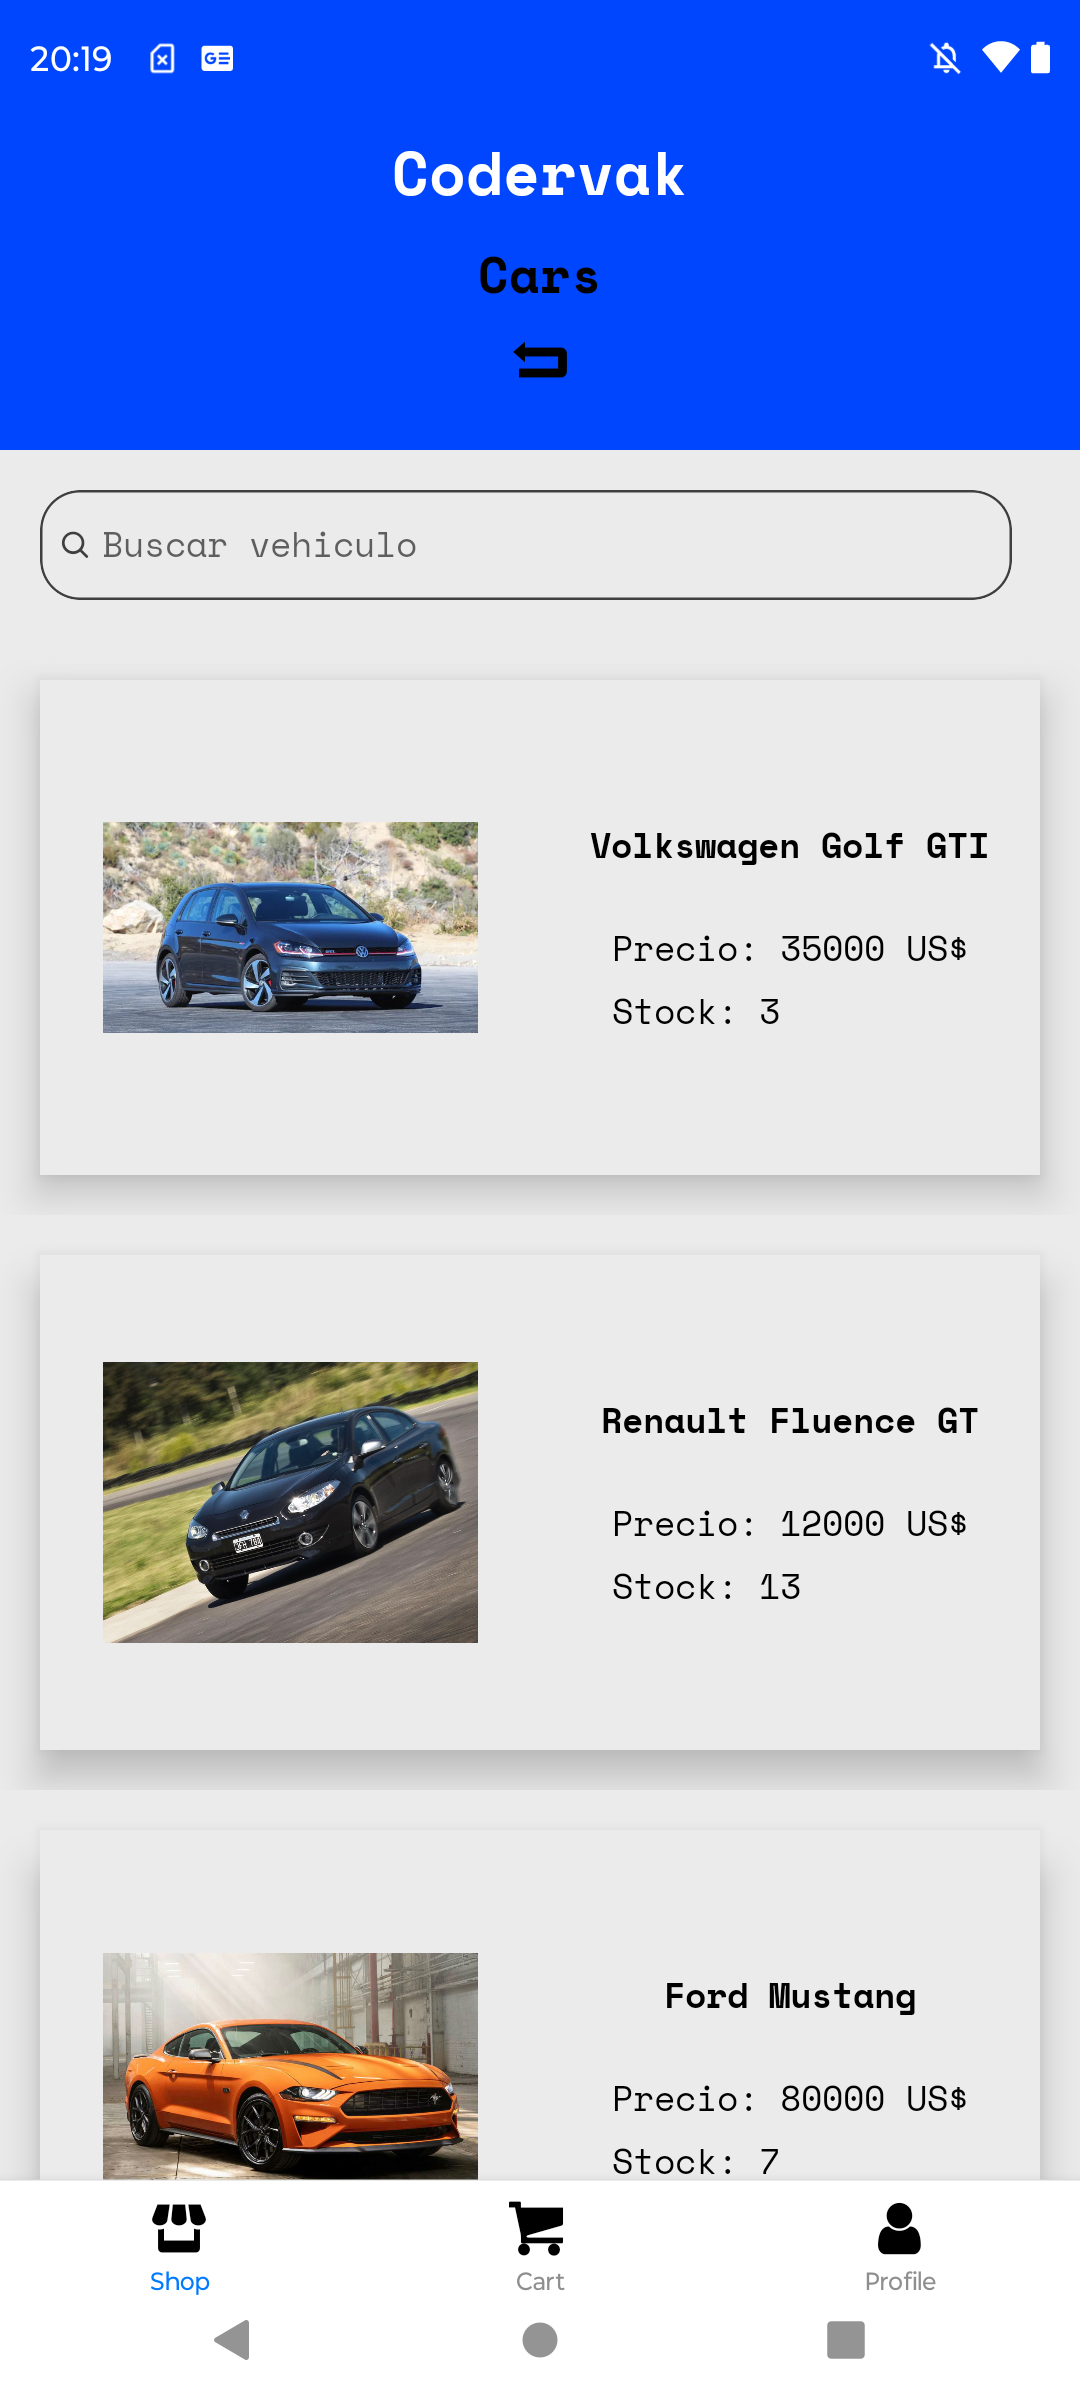 20:19
Codervak
Cars
Buscar vehiculo
Volkswagen Golf GTI
Precio: 35000 US$
Stock: 3
Renault Fluence GT
Precio: 12000 US$
Stock: 13
Ford Mustang
Precio: 80000 US$
Stock: 7
Shop
Cart
Profile